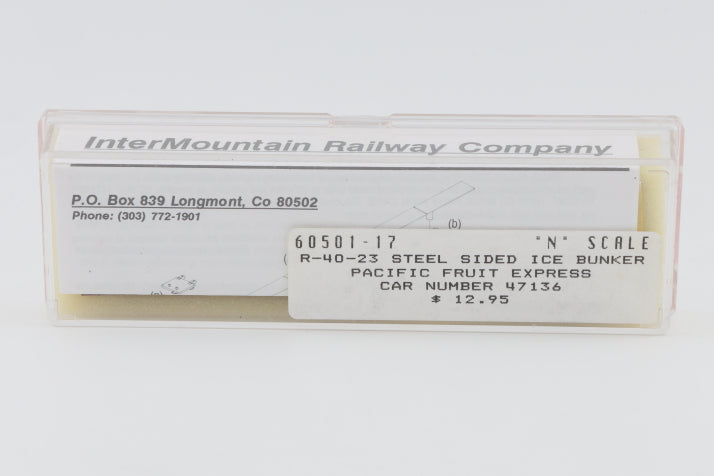 InterMountain Railway Company
P.O. Box 839 Longmont, Co 80502
Phone: (303) 772-1901
(b)
60501-17 "N" SCALE
R-40-23 STEEL SIDED ICE BUNKER
PACIFIC FRUIT EXPRESS
CAR NUMBER 47136
$ 12.95